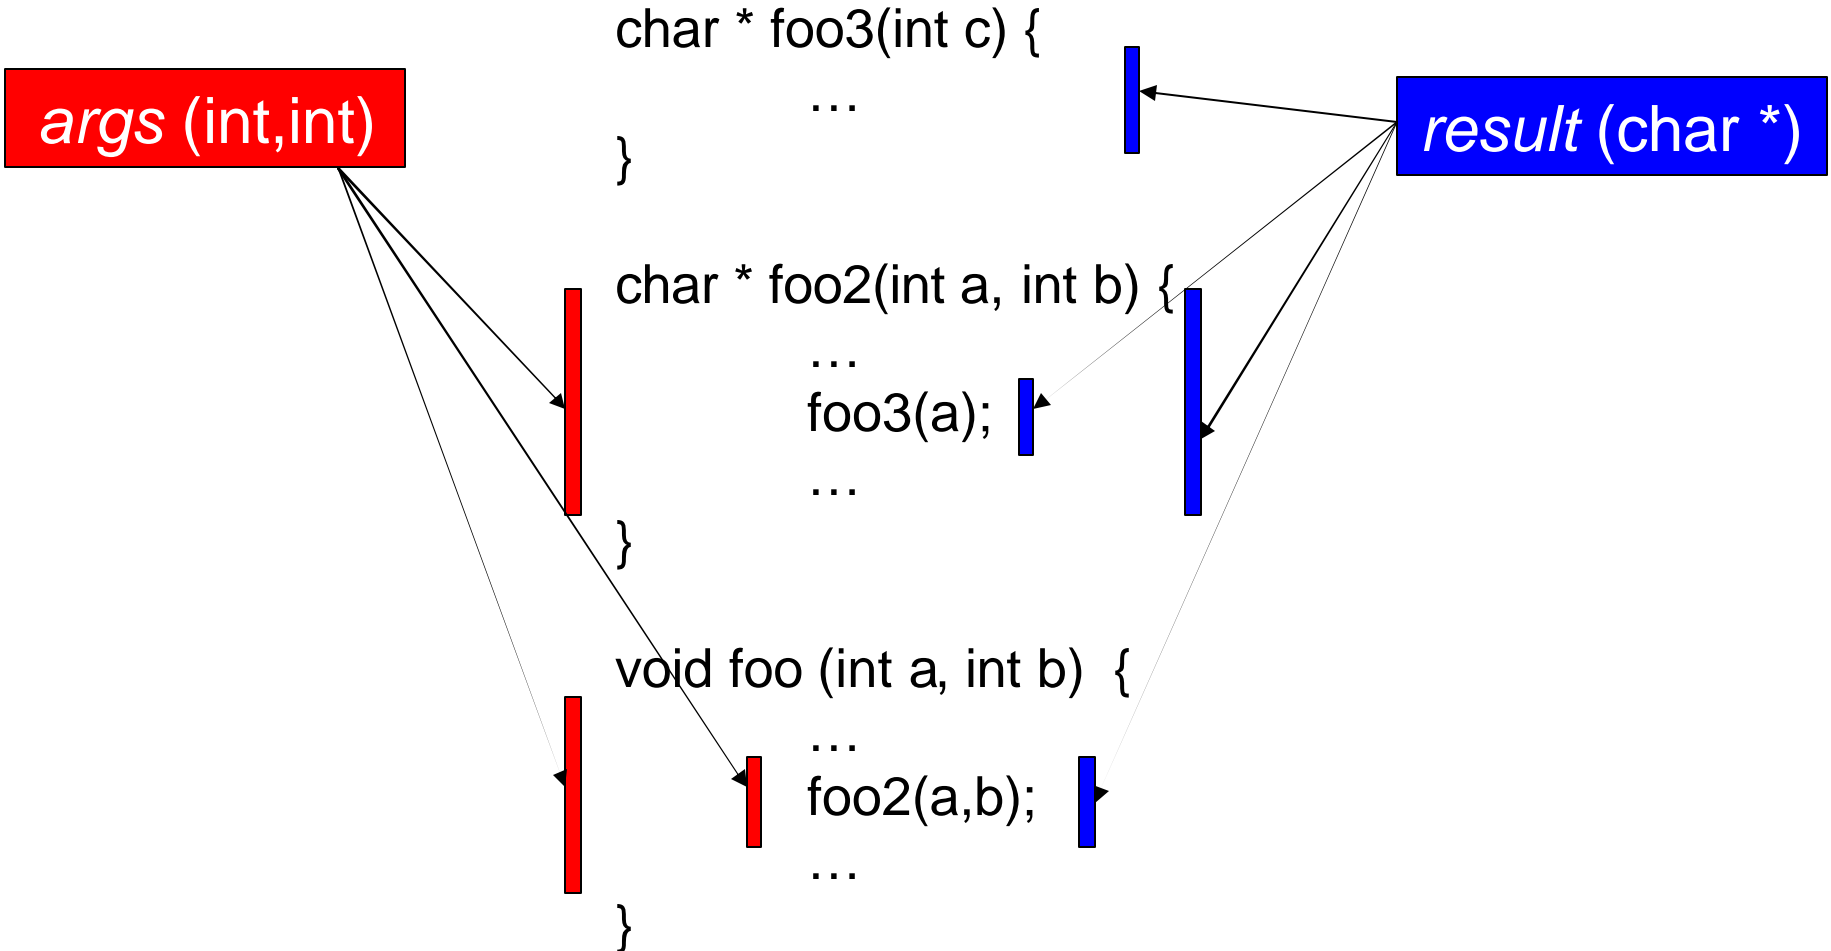 char * foo3(int c) {
…
}
args (int,int)
result (char *)
char * foo2(int a, int b) {
…
foo3(a);
…
}
void foo (int a, int b)  {
…
foo2(a,b);
…
}